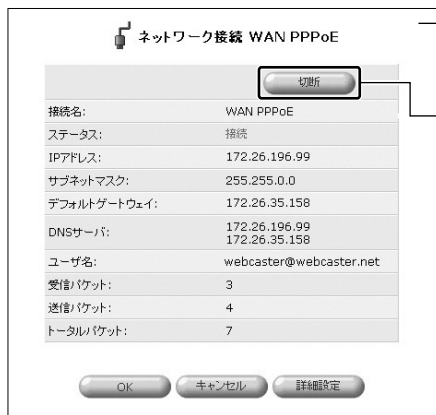 ネットワーク接続 WAN PPPoE
切断
接続名: WAN PPPoE
ステータス: 接続
IPアドレス: 172.26.196.99
サブネットマスク: 255.255.0.0
デフォルトゲートウェイ: 172.26.35.158
DNSサーバ: 172.26.196.99
172.26.35.158
ユーザ名: webcaster@webcaster.net
受信パケット: 3
送信パケット: 4
トータルパケット: 7
OK キャンセル 詳細設定